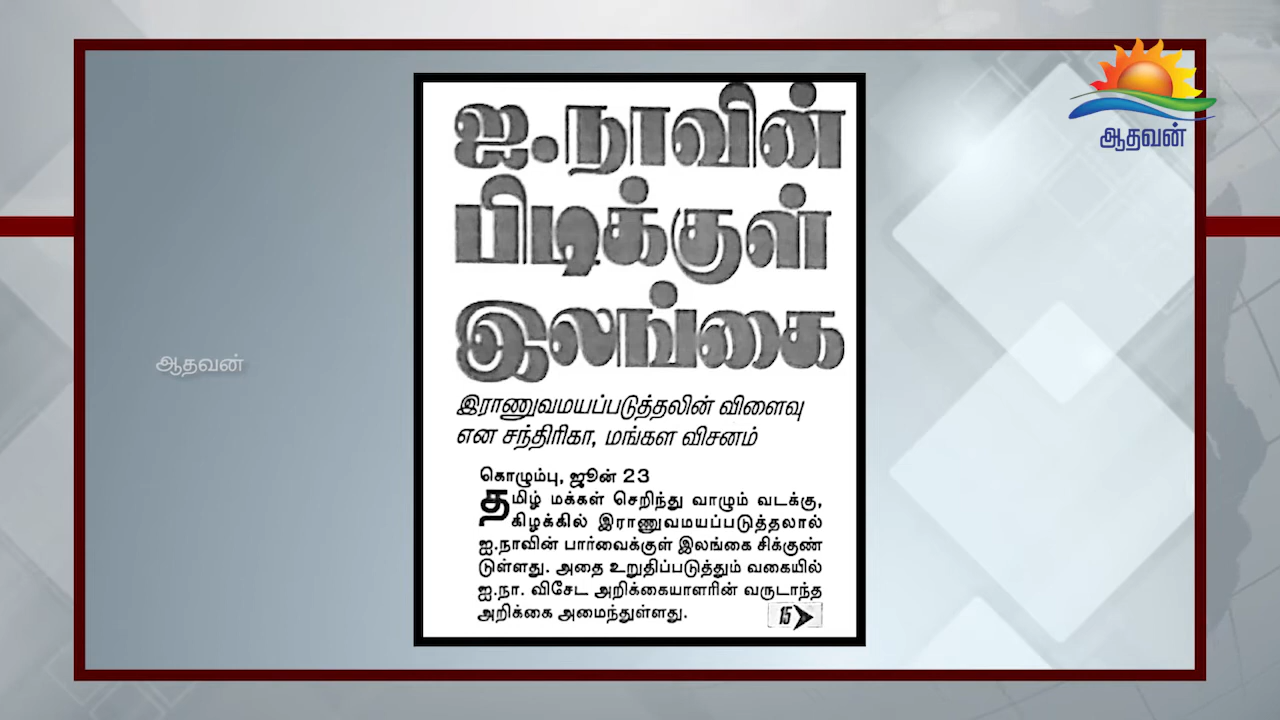 ஆதவன்
ஐ.நாவின்
பிடிக்குள்
இலங்கை
ஆதவன்
இராணுவமயப்படுத்தலின் விளைவு
என சந்திரிகா, மங்கள விசனம்
கொழும்பு, ஜூன் 23
தமிழ் மக்கள் செறிந்து வாழும் வடக்கு,
கிழக்கில் இராணுவமயப்படுத்தலால்
ஐ.நாவின் பார்வைக்குள் இலங்கை சிக்குண்
டுள்ளது. அதை உறுதிப்படுத்தும் வகையில்
ஐ.நா. விசேட அறிக்கையாளரின் வருடாந்த
அறிக்கை அமைந்துள்ளது.
15